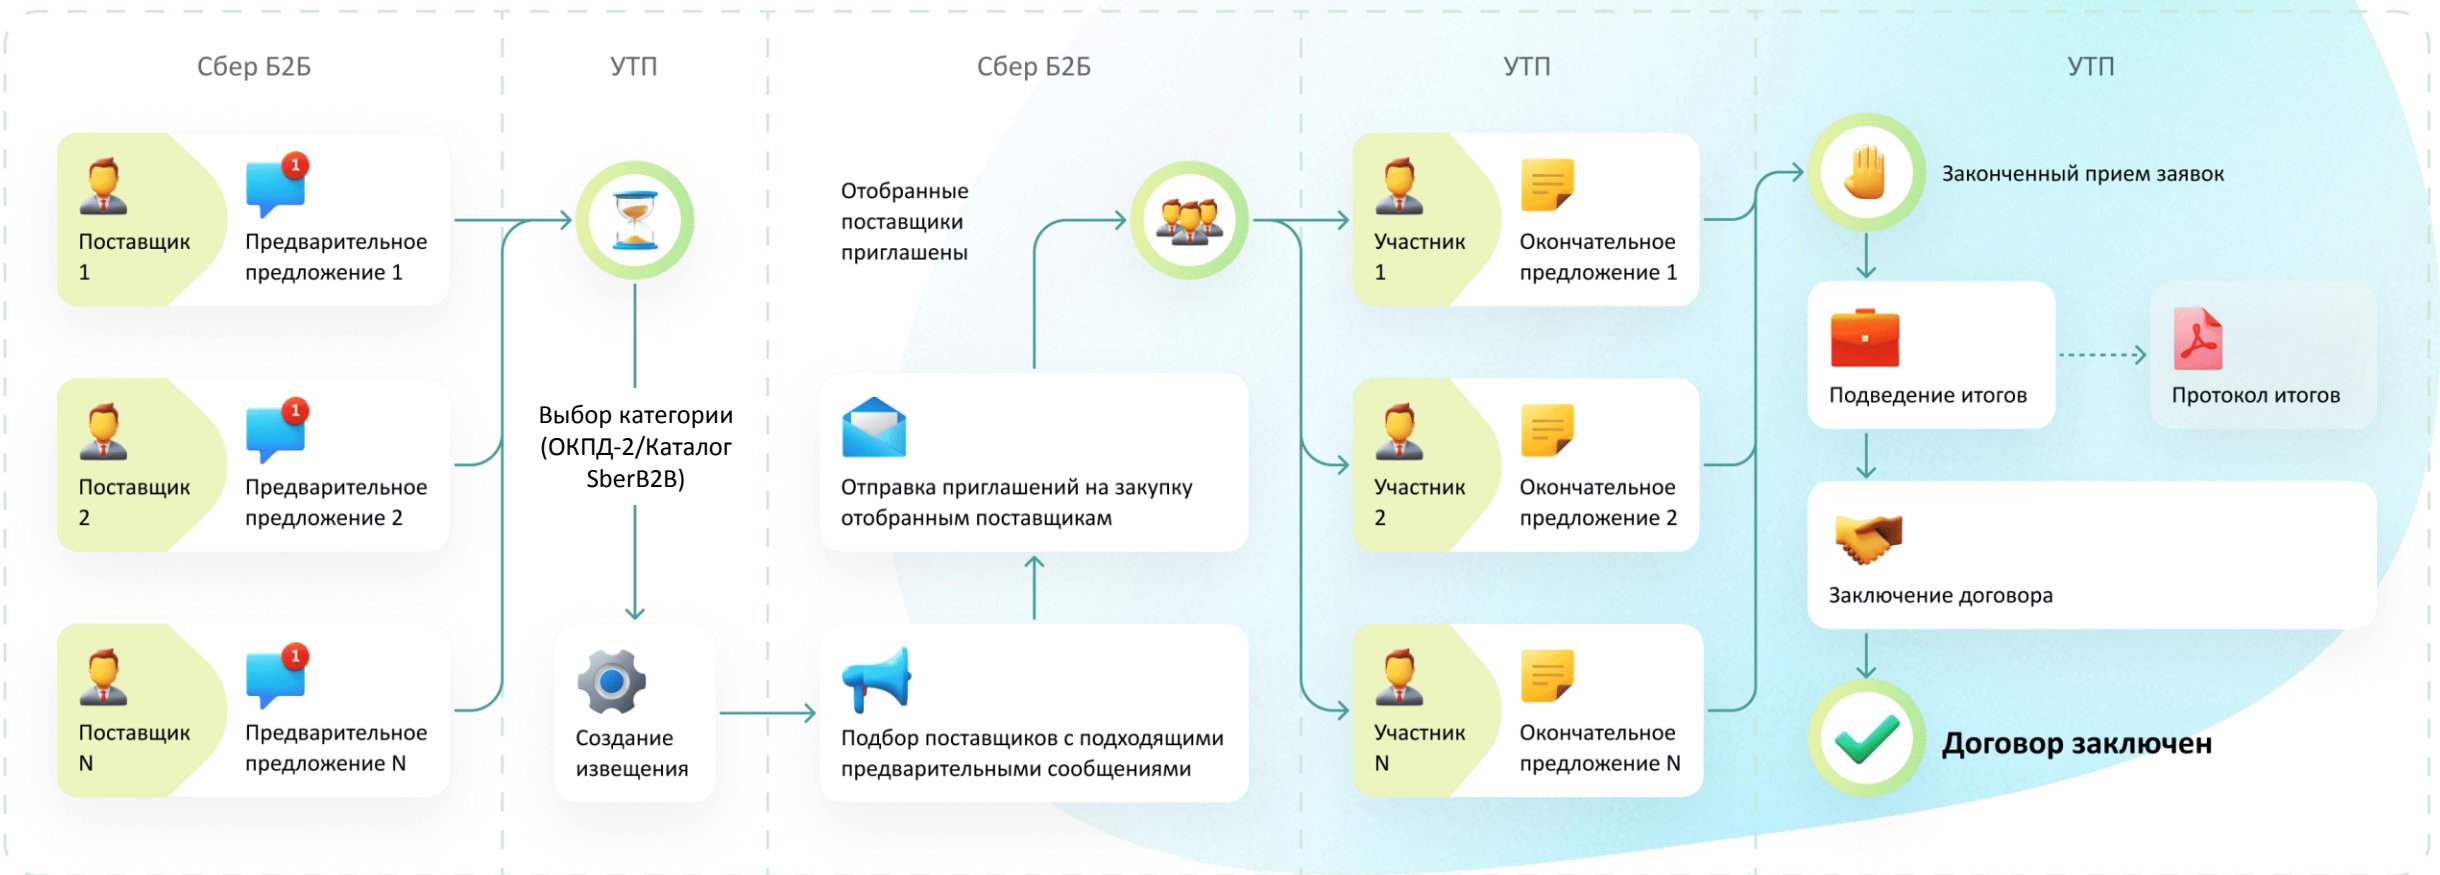 Сбер Б2Б
УТП
Сбер Б2Б
УТП
УТП
Поставщик
1
1
Предварительное
предложение 1
Поставщик
2
1
Предварительное
предложение 2
Поставщик
N
1
Предварительное
предложение N
Выбор категории
(ОКПД-2/Каталог
SberB2B)
Создание
извещения
Отобранные
поставщики
приглашены
Отправка приглашений на закупку
отобранным поставщикам
Подбор поставщиков с подходящими
предварительными сообщениями
Участник
1
Окончательное
предложение 1
Участник
2
Окончательное
предложение 2
Участник
N
Окончательное
предложение N
Законченный прием заявок
Подведение итогов
Протокол итогов
Заключение договора
Договор заключен